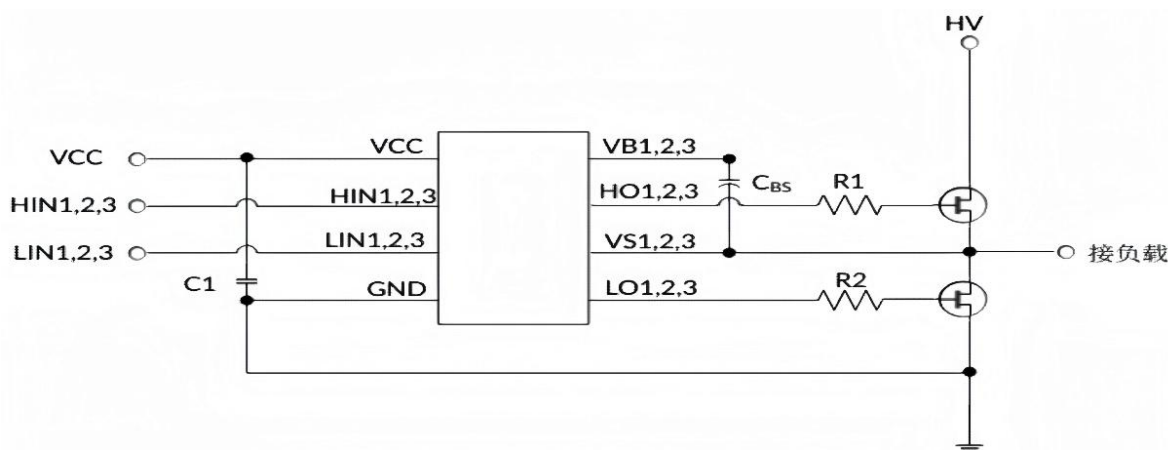 HV
VCC
VCC
VB1,2,3
CBS
HIN1,2,3
HIN1,2,3
HO1,2,3
R1
LIN1,2,3
LIN1,2,3
VS1,2,3
接负载
C1
GND
LO1,2,3
R2